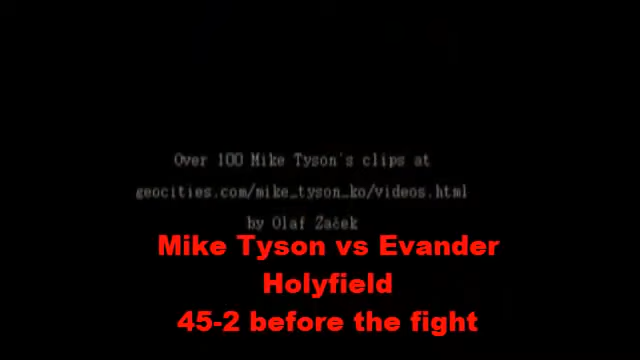 Over 100 Mike Tyson's clips at
geocities.com/mike_tyson_ko/videos.html
by Olaf Začek
Mike Tyson vs Evander
Holyfield
45-2 before the fight